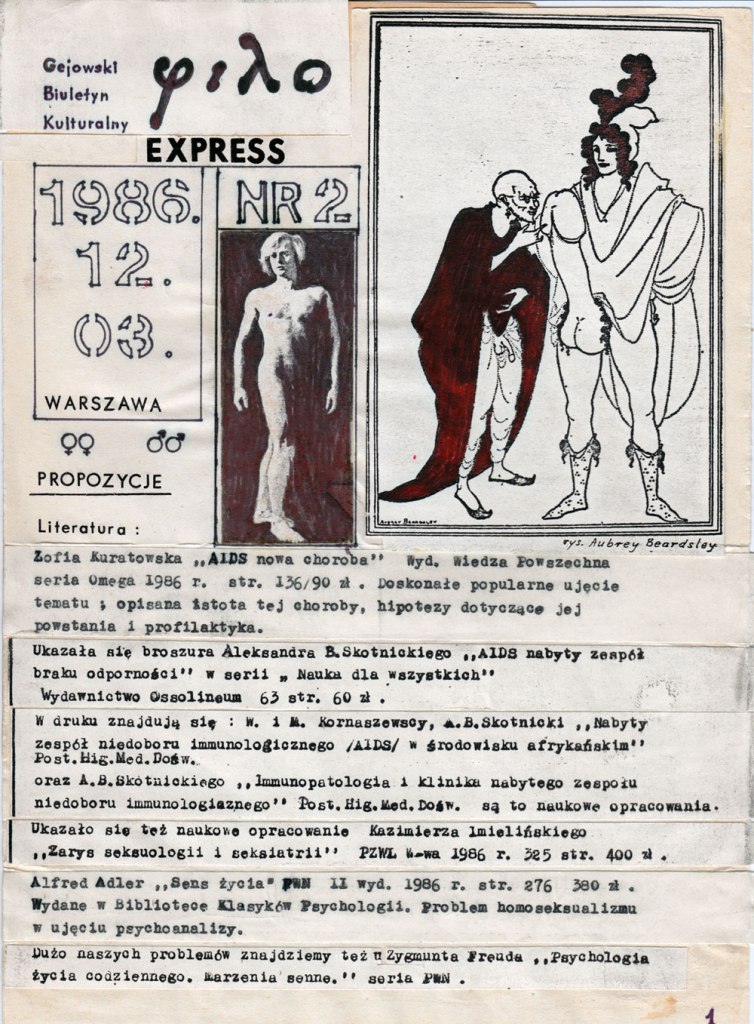 Gejowski
Biuletyn
Kulturalny
φιλο
EXPRESS
1986.
12.
03.
NR 2
WARSZAWA
♀♀ ♂♂
PROPOZYCJE
Literatura :
AUBREY BEARDSLEY
rys. Aubrey Beardsley
Zofia Kuratowska ,,AIDS nowa choroba" Wyd. Wiedza Powszechna
seria Omega 1986 r. str. 136/90 zł . Doskonałe popularne ujęcie
tematu ; opisana istota tej choroby, hipotezy dotyczące jej
powstania i profilaktyka.
Ukazała się broszura Aleksandra B.Skotnickiego ,,AIDS nabyty zespół
braku odporności" w serii ,, Nauka dla wszystkich"
Wydawnictwo Ossolineum 63 str. 60 zł .
W druku znajdują się : W. i M. Kornaszewscy, A.B.Skotnicki ,,Nabyty
zespół niedoboru immunologicznego /AIDS/ w środowisku afrykańskim"
Post.Hig.Med.Dośw.
oraz A.B.Skotnickiego ,,Immunopatologia i klinika nabytego zespołu
niedoboru immunologiaznego" Post.Hig.Med.Dośw. są to naukowe opracowania.
Ukazało się też naukowe opracowanie Kazimierza Imielińskiego
,,Zarys seksuologii i seksiatrii" PZWL W-wa 1986 r. 325 str. 400 zł .
Alfred Adler ,,Sens życia" PWN II wyd. 1986 r. str. 276 380 zł .
Wydane w Bibliotece Klasyków Psychologii. Problem homoseksualizmu
w ujęciu psychoanalizy.
Dużo naszych problemów znajdziemy też u Zygmunta Freuda ,,Psychologia
życia codziennego. Marzenia senne." seria PWN .
1